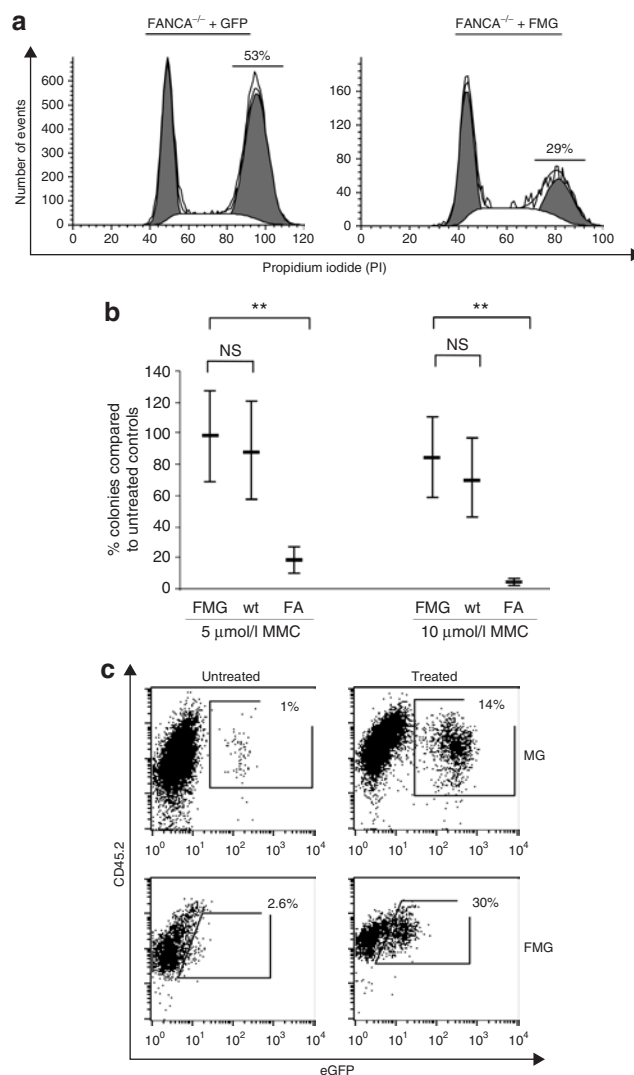 a
FANCA−/− + GFP
FANCA−/− + FMG
53%
29%
Number of events
600
500
400
300
200
100
0
0 20 40 60 80 100 120
160
120
80
40
0
0 20 40 60 80 100
Propidium iodide (PI)
b
** **
NS NS
% colonies compared
to untreated controls
140
120
100
80
60
40
20
0
FMG wt FA FMG wt FA
5 μmol/l MMC 10 μmol/l MMC
c
Untreated Treated
1% 14%
MG
10⁰ 10¹ 10² 10³ 10⁴ 10⁰ 10¹ 10² 10³ 10⁴
CD45.2
2.6% 30%
FMG
10⁰ 10¹ 10² 10³ 10⁴ 10⁰ 10¹ 10² 10³ 10⁴
eGFP